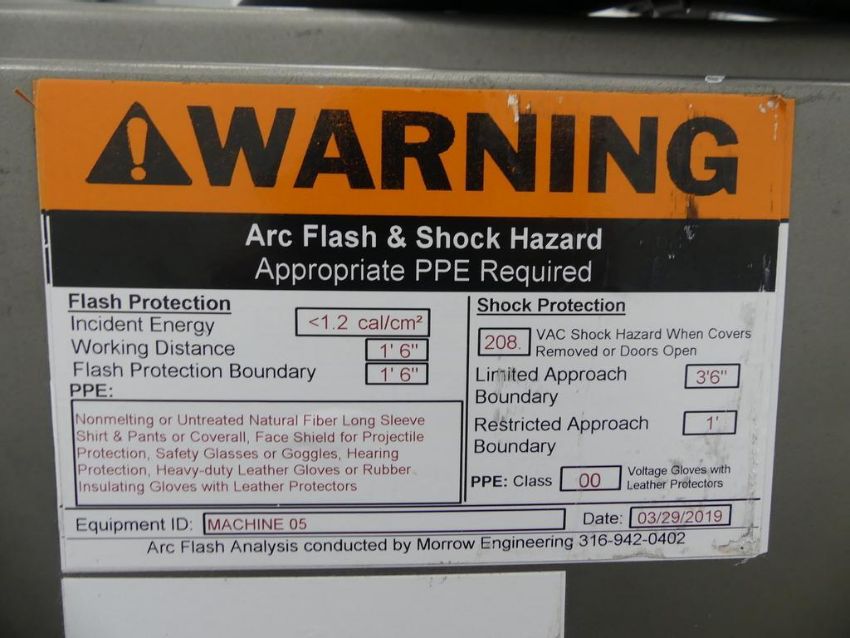 WARNING
Arc Flash & Shock Hazard
Appropriate PPE Required
Flash Protection
Incident Energy <1.2 cal/cm²
Working Distance 1' 6"
Flash Protection Boundary 1' 6"
PPE:
Nonmelting or Untreated Natural Fiber Long Sleeve
Shirt & Pants or Coverall, Face Shield for Projectile
Protection, Safety Glasses or Goggles, Hearing
Protection, Heavy-duty Leather Gloves or Rubber
Insulating Gloves with Leather Protectors
Shock Protection
208. VAC Shock Hazard When Covers
Removed or Doors Open
Limited Approach 3'6"
Boundary
Restricted Approach 1'
Boundary
PPE: Class 00 Voltage Gloves with
Leather Protectors
Equipment ID: MACHINE 05 Date: 03/29/2019
Arc Flash Analysis conducted by Morrow Engineering 316-942-0402